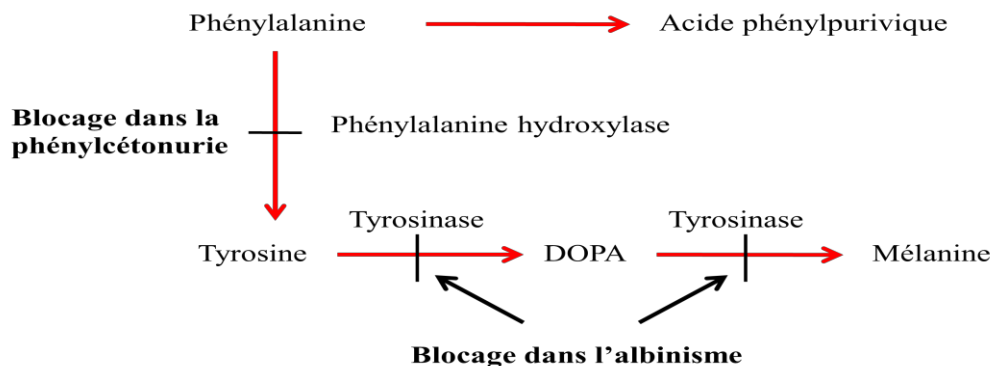 Phénylalanine
Acide phénylpurivique
Blocage dans la
phénylcétonurie
Phénylalanine hydroxylase
Tyrosinase
Tyrosinase
Tyrosine
DOPA
Mélanine
Blocage dans l’albinisme